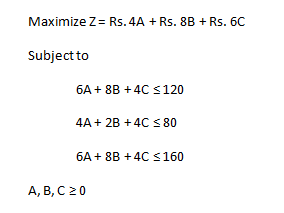 Maximize Z = Rs. 4A + Rs. 8B + Rs. 6C
Subject to
6A + 8B + 4C ≤ 120
4A + 2B + 4C ≤ 80
6A + 8B + 4C ≤ 160
A, B, C ≥ 0